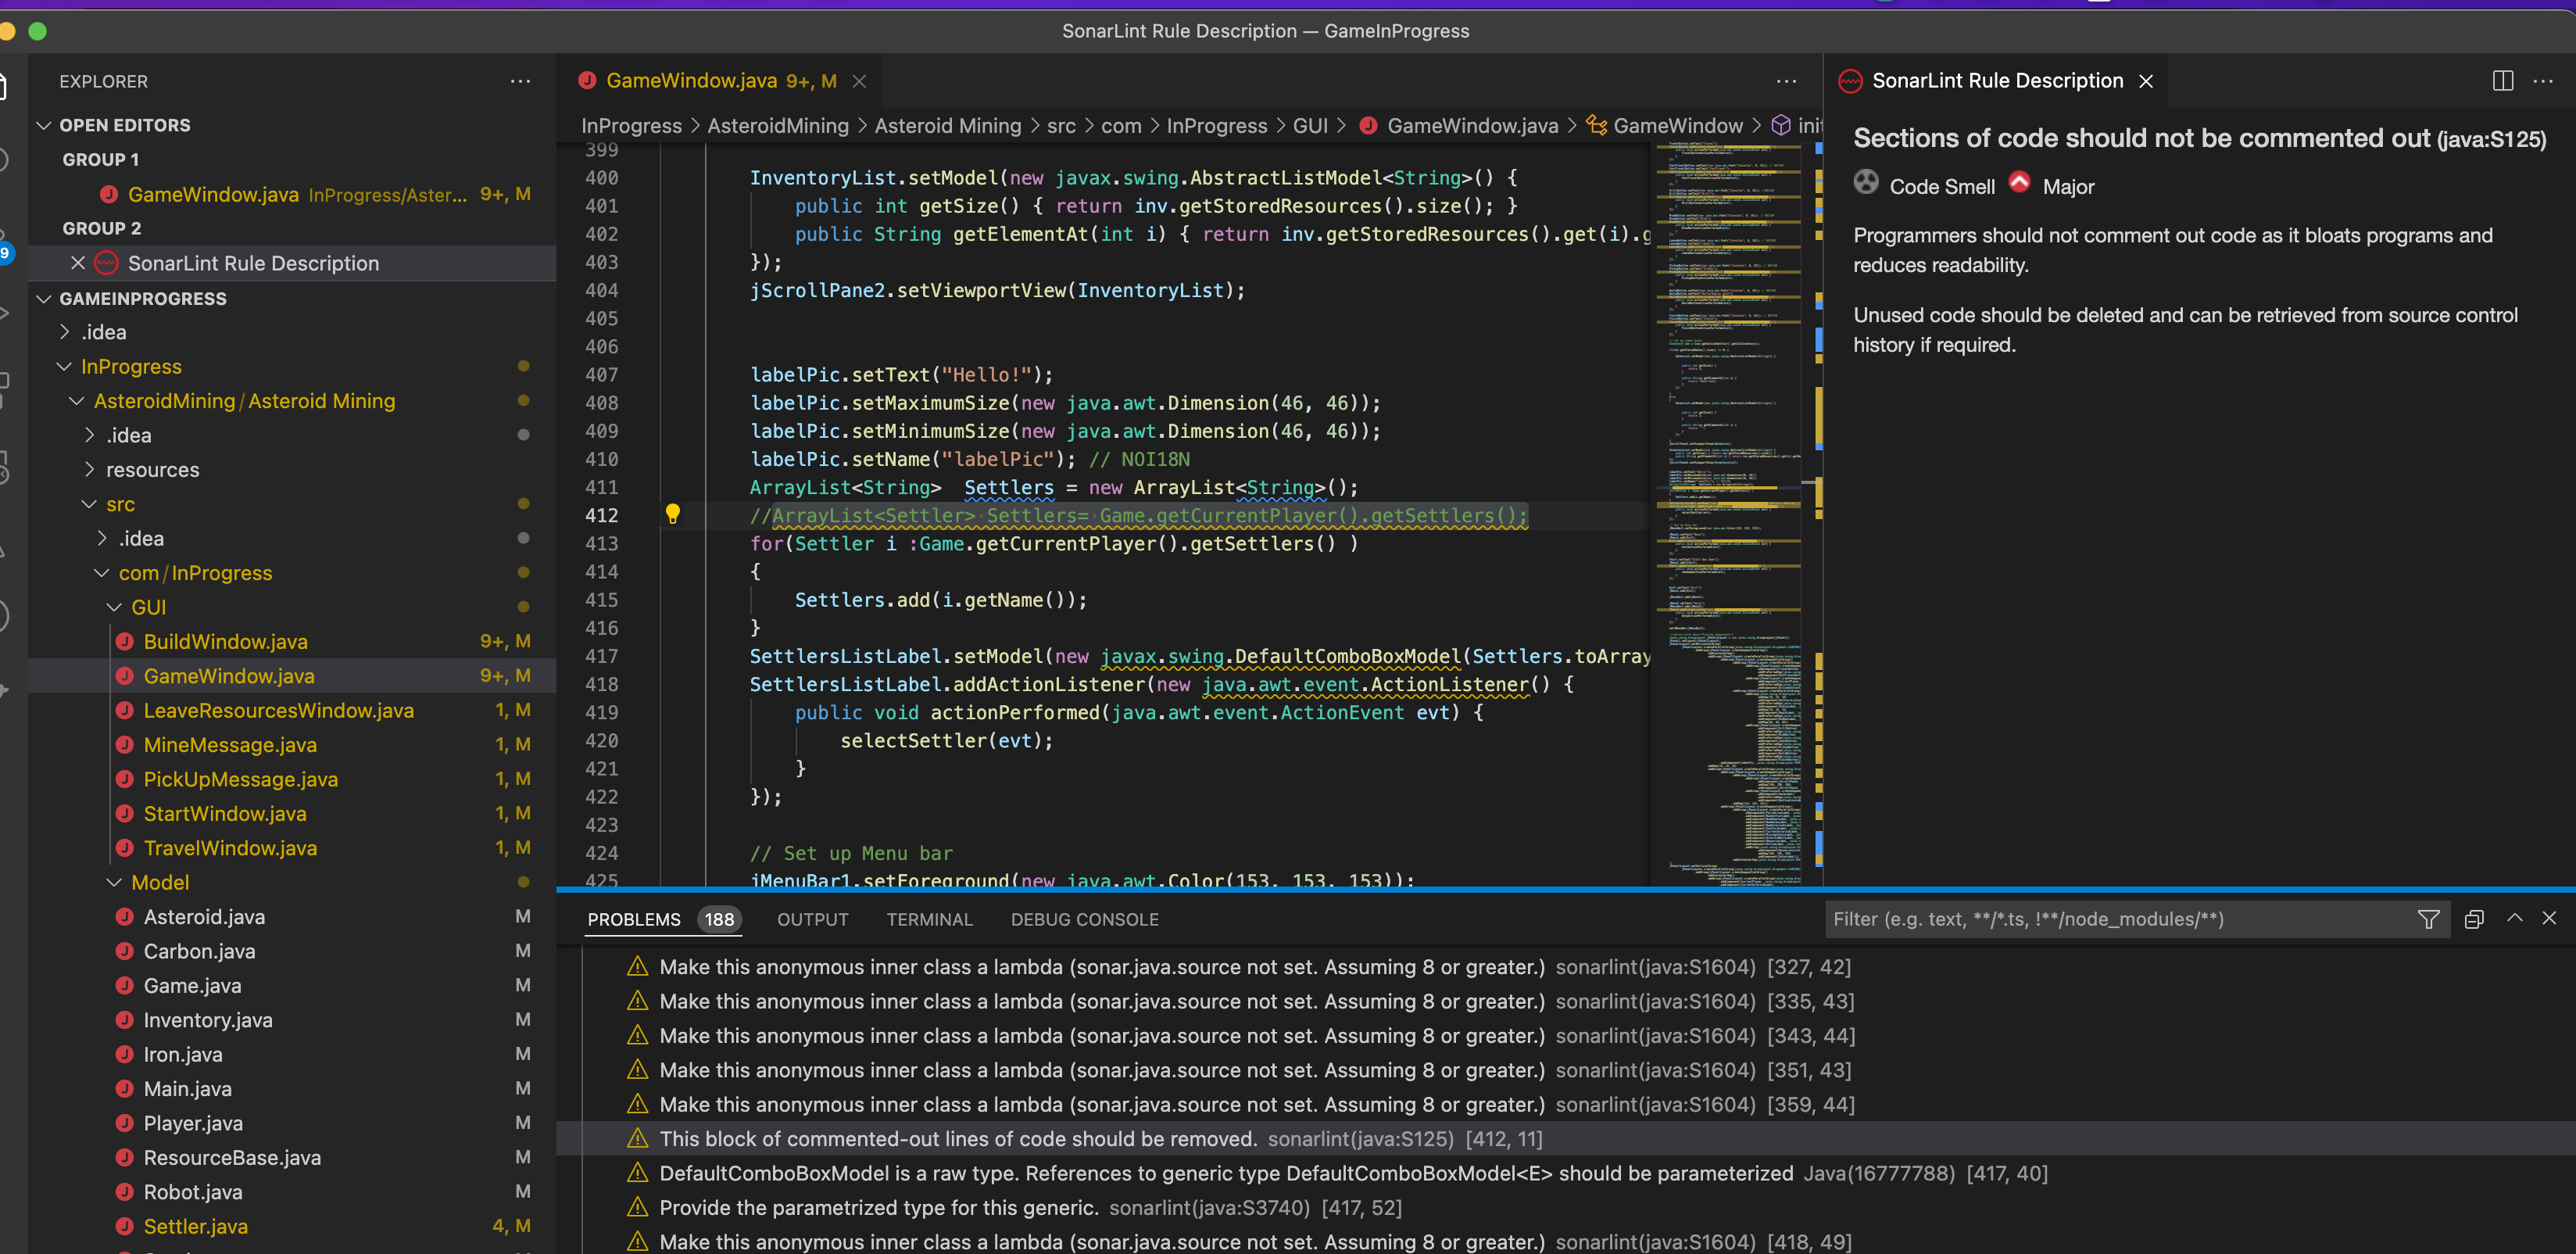 SonarLint Rule Description — GameInProgress
EXPLORER
OPEN EDITORS
GROUP 1
GameWindow.java InProgress/Aster... 9+, M
GROUP 2
SonarLint Rule Description
GAMEINPROGRESS
.idea
InProgress
AsteroidMining / Asteroid Mining
.idea
resources
src
.idea
com / InProgress
GUI
BuildWindow.java 9+, M
GameWindow.java 9+, M
LeaveResourcesWindow.java 1, M
MineMessage.java 1, M
PickUpMessage.java 1, M
StartWindow.java 1, M
TravelWindow.java 1, M
Model
Asteroid.java M
Carbon.java M
Game.java M
Inventory.java M
Iron.java M
Main.java M
Player.java M
ResourceBase.java M
Robot.java M
Settler.java 4, M
9
GameWindow.java 9+, M
InProgress > AsteroidMining > Asteroid Mining > src > com > InProgress > GUI > GameWindow.java > GameWindow > init
399
400 InventoryList.setModel(new javax.swing.AbstractListModel<String>() {
401 public int getSize() { return inv.getStoredResources().size(); }
402 public String getElementAt(int i) { return inv.getStoredResources().get(i).g
403 });
404 jScrollPane2.setViewportView(InventoryList);
405
406
407 labelPic.setText("Hello!");
408 labelPic.setMaximumSize(new java.awt.Dimension(46, 46));
409 labelPic.setMinimumSize(new java.awt.Dimension(46, 46));
410 labelPic.setName("labelPic"); // NOI18N
411 ArrayList<String>  Settlers = new ArrayList<String>();
412 //ArrayList<Settler> Settlers= Game.getCurrentPlayer().getSettlers();
413 for(Settler i :Game.getCurrentPlayer().getSettlers() )
414 {
415 Settlers.add(i.getName());
416 }
417 SettlersListLabel.setModel(new javax.swing.DefaultComboBoxModel(Settlers.toArray
418 SettlersListLabel.addActionListener(new java.awt.event.ActionListener() {
419 public void actionPerformed(java.awt.event.ActionEvent evt) {
420 selectSettler(evt);
421 }
422 });
423
424 // Set up Menu bar
425 jMenuBar1.setForeground(new java.awt.Color(153, 153, 153));
SonarLint Rule Description
Sections of code should not be commented out (java:S125)
Code Smell Major
Programmers should not comment out code as it bloats programs and
reduces readability.
Unused code should be deleted and can be retrieved from source control
history if required.
PROBLEMS 188 OUTPUT TERMINAL DEBUG CONSOLE
Filter (e.g. text, **/*.ts, !**/node_modules/**)
Make this anonymous inner class a lambda (sonar.java.source not set. Assuming 8 or greater.) sonarlint(java:S1604) [327, 42]
Make this anonymous inner class a lambda (sonar.java.source not set. Assuming 8 or greater.) sonarlint(java:S1604) [335, 43]
Make this anonymous inner class a lambda (sonar.java.source not set. Assuming 8 or greater.) sonarlint(java:S1604) [343, 44]
Make this anonymous inner class a lambda (sonar.java.source not set. Assuming 8 or greater.) sonarlint(java:S1604) [351, 43]
Make this anonymous inner class a lambda (sonar.java.source not set. Assuming 8 or greater.) sonarlint(java:S1604) [359, 44]
This block of commented-out lines of code should be removed. sonarlint(java:S125) [412, 11]
DefaultComboBoxModel is a raw type. References to generic type DefaultComboBoxModel<E> should be parameterized Java(16777788) [417, 40]
Provide the parametrized type for this generic. sonarlint(java:S3740) [417, 52]
Make this anonymous inner class a lambda (sonar.java.source not set. Assuming 8 or greater.) sonarlint(java:S1604) [418, 49]